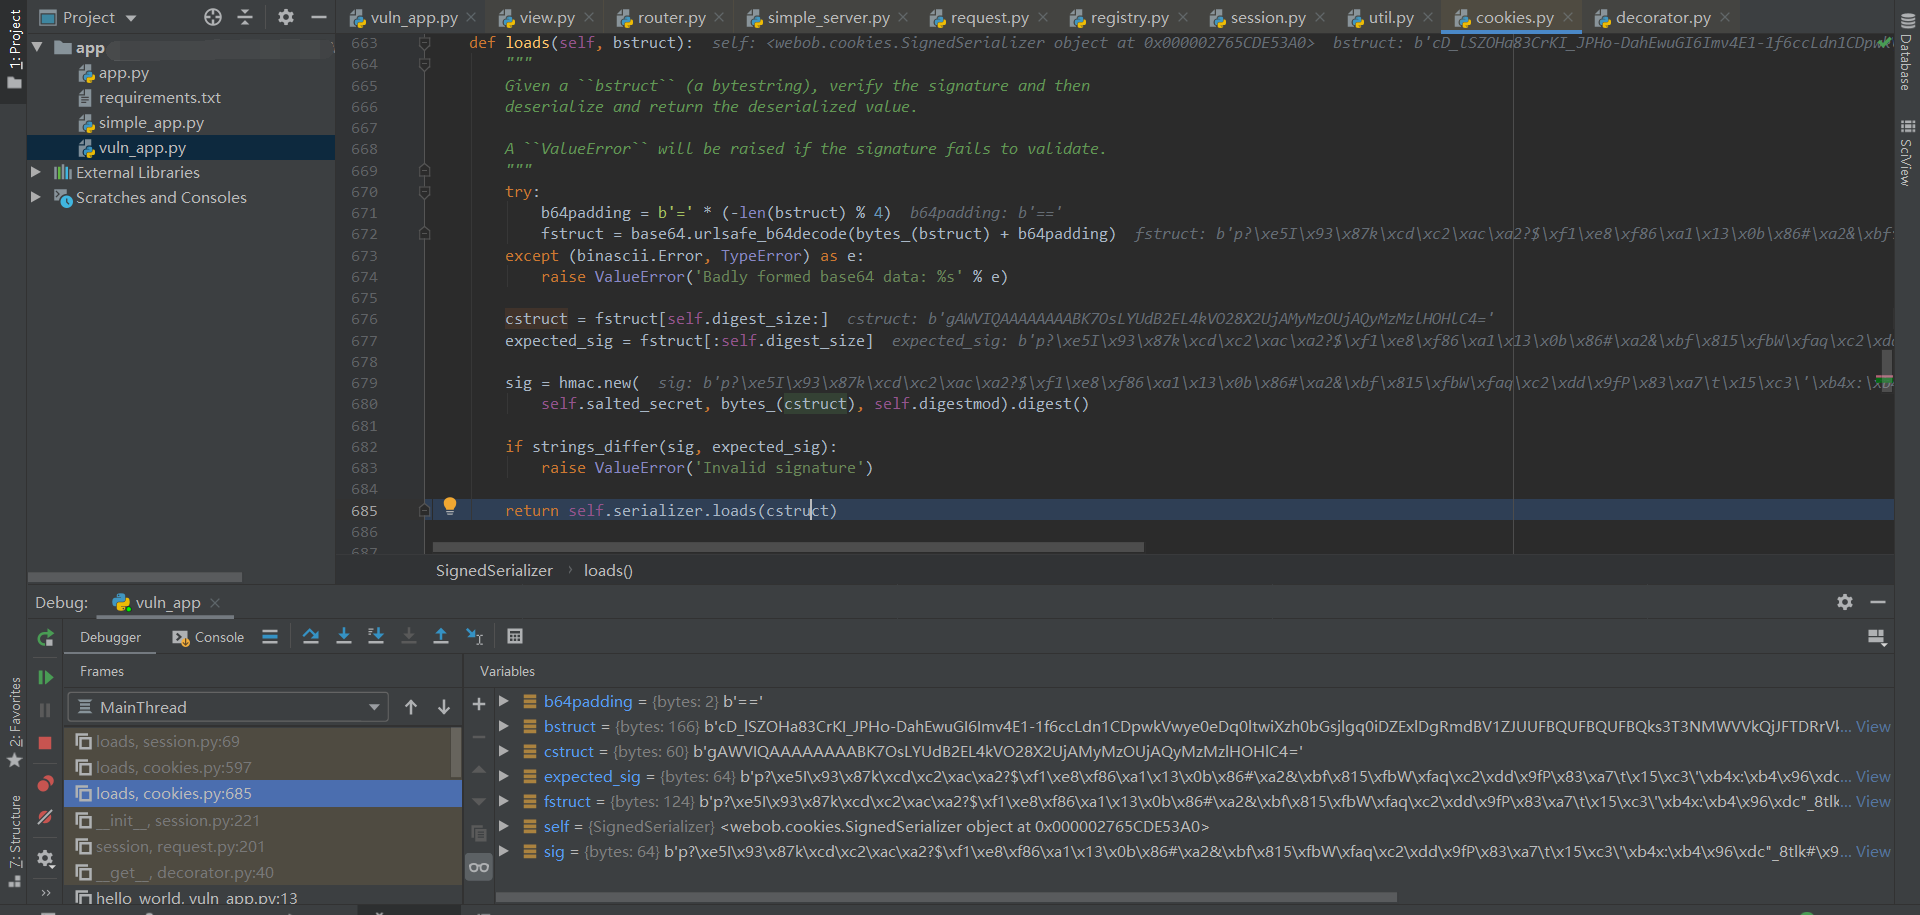 Project
vuln_app.py
view.py
router.py
simple_server.py
request.py
registry.py
session.py
util.py
cookies.py
decorator.py
1: Project
app
app.py
requirements.txt
simple_app.py
vuln_app.py
External Libraries
Scratches and Consoles
663 def loads(self, bstruct): self: <webob.cookies.SignedSerializer object at 0x000002765CDE53A0> bstruct: b'cD_lSZOHa83CrKI_JPHo-DahEwuGI6Imv4E1-1f6ccLdn1CDpwk
664 """
665 Given a ``bstruct`` (a bytestring), verify the signature and then
666 deserialize and return the deserialized value.
667
668 A ``ValueError`` will be raised if the signature fails to validate.
669 """
670 try:
671 b64padding = b'=' * (-len(bstruct) % 4) b64padding: b'=='
672 fstruct = base64.urlsafe_b64decode(bytes_(bstruct) + b64padding) fstruct: b'p?\xe5I\x93\x87k\xcd\xc2\xac\xa2?$\xf1\xe8\xf86\xa1\x13\x0b\x86#\xa2&\xbf
673 except (binascii.Error, TypeError) as e:
674 raise ValueError('Badly formed base64 data: %s' % e)
675
676 cstruct = fstruct[self.digest_size:] cstruct: b'gAWVIQAAAAAAAABK7OsLYUdB2EL4kVO28X2UjAMyMzOUjAQyMzMzlHOHlC4='
677 expected_sig = fstruct[:self.digest_size] expected_sig: b'p?\xe5I\x93\x87k\xcd\xc2\xac\xa2?$\xf1\xe8\xf86\xa1\x13\x0b\x86#\xa2&\xbf\x815\xfbW\xfaq\xc2\xdd
678
679 sig = hmac.new( sig: b'p?\xe5I\x93\x87k\xcd\xc2\xac\xa2?$\xf1\xe8\xf86\xa1\x13\x0b\x86#\xa2&\xbf\x815\xfbW\xfaq\xc2\xdd\x9fP\x83\xa7\t\x15\xc3\'\xb4x:\xb
680 self.salted_secret, bytes_(cstruct), self.digestmod).digest()
681
682 if strings_differ(sig, expected_sig):
683 raise ValueError('Invalid signature')
684
685 return self.serializer.loads(cstruct)
686
687
SignedSerializer › loads()
Database
SciView
Debug: vuln_app
Debugger Console
Frames
MainThread
loads, session.py:69
loads, cookies.py:597
loads, cookies.py:685
__init__, session.py:221
session, request.py:201
__get__, decorator.py:40
hello_world, vuln_app.py:13
Variables
b64padding = {bytes: 2} b'=='
bstruct = {bytes: 166} b'cD_lSZOHa83CrKI_JPHo-DahEwuGI6Imv4E1-1f6ccLdn1CDpwkVwye0eDq0ltwiXzh0bGsjlgq0iDZExlDgRmdBV1ZJUUFBQUFBQUFBQks3T3NMWVVkQjJFTDRrVk... View
cstruct = {bytes: 60} b'gAWVIQAAAAAAAABK7OsLYUdB2EL4kVO28X2UjAMyMzOUjAQyMzMzlHOHlC4='
expected_sig = {bytes: 64} b'p?\xe5I\x93\x87k\xcd\xc2\xac\xa2?$\xf1\xe8\xf86\xa1\x13\x0b\x86#\xa2&\xbf\x815\xfbW\xfaq\xc2\xdd\x9fP\x83\xa7\t\x15\xc3\'\xb4x:\xb4\x96\xdc... View
fstruct = {bytes: 124} b'p?\xe5I\x93\x87k\xcd\xc2\xac\xa2?$\xf1\xe8\xf86\xa1\x13\x0b\x86#\xa2&\xbf\x815\xfbW\xfaq\xc2\xdd\x9fP\x83\xa7\t\x15\xc3\'\xb4x:\xb4\x96\xdc"_8tlk... View
self = {SignedSerializer} <webob.cookies.SignedSerializer object at 0x000002765CDE53A0>
sig = {bytes: 64} b'p?\xe5I\x93\x87k\xcd\xc2\xac\xa2?$\xf1\xe8\xf86\xa1\x13\x0b\x86#\xa2&\xbf\x815\xfbW\xfaq\xc2\xdd\x9fP\x83\xa7\t\x15\xc3\'\xb4x:\xb4\x96\xdc"_8tlk#\x9... View
2: Favorites
7: Structure